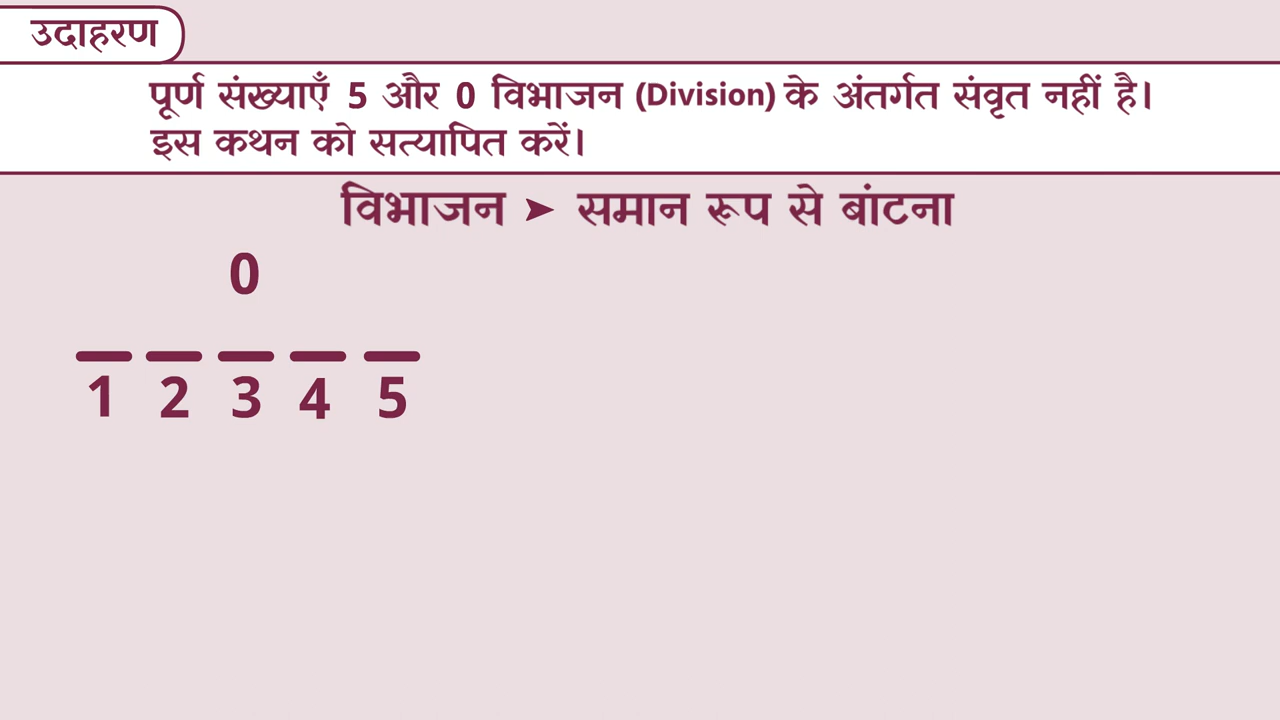 उदाहरण
पूर्ण संख्याएँ 5 और 0 विभाजन (Division) के अंतर्गत संवृत नहीं है।
इस कथन को सत्यापित करें।
विभाजन ➤ समान रूप से बांटना
0
1 2 3 4 5